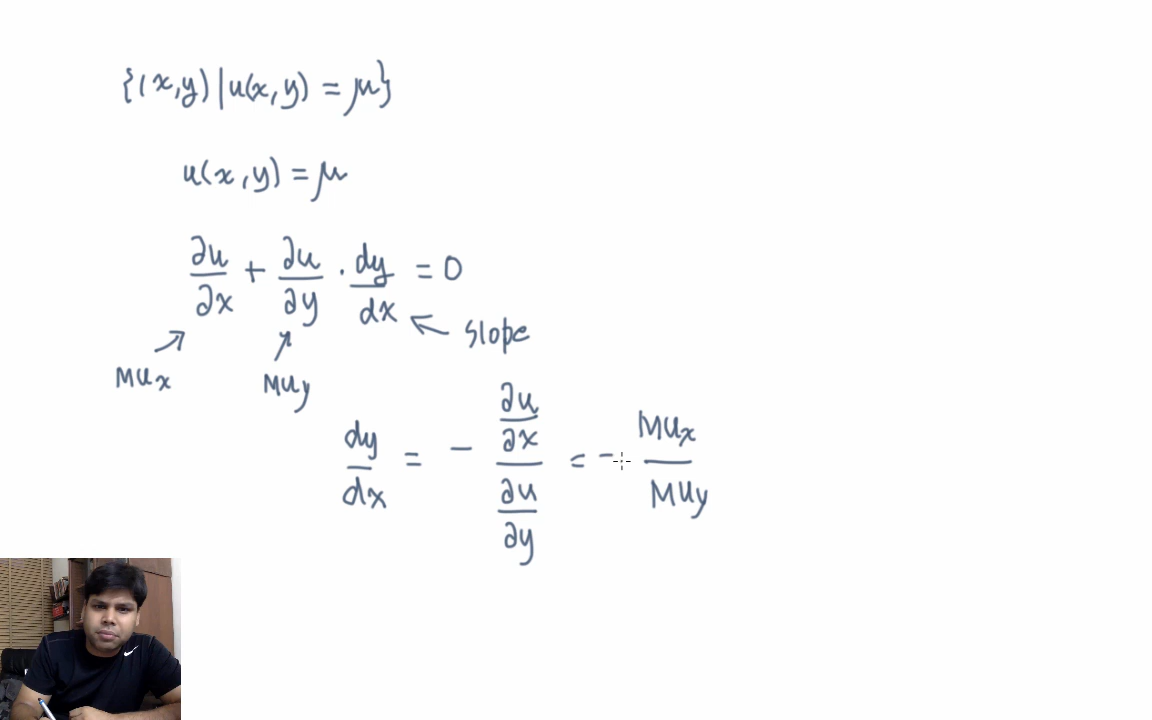 {(x,y)|u(x,y) = μ}
u(x,y) = μ
∂u/∂x + ∂u/∂y · dy/dx = 0
slope
MUx MUy
dy/dx = - (∂u/∂x)/(∂u/∂y) = - MUx/MUy